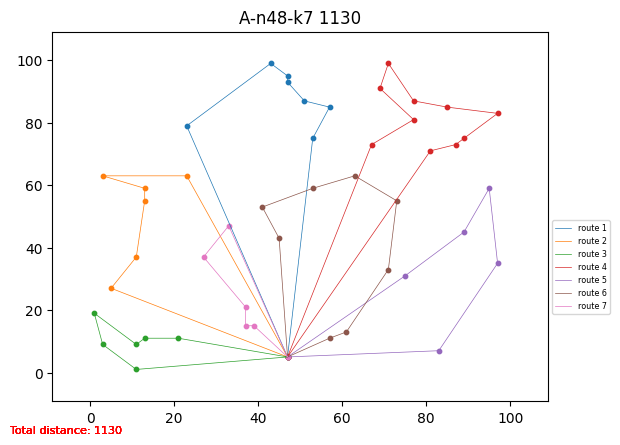 A-n48-k7 1130
100
80
60
40
20
0
0 20 40 60 80 100
route 1
route 2
route 3
route 4
route 5
route 6
route 7
Total distance: 1130